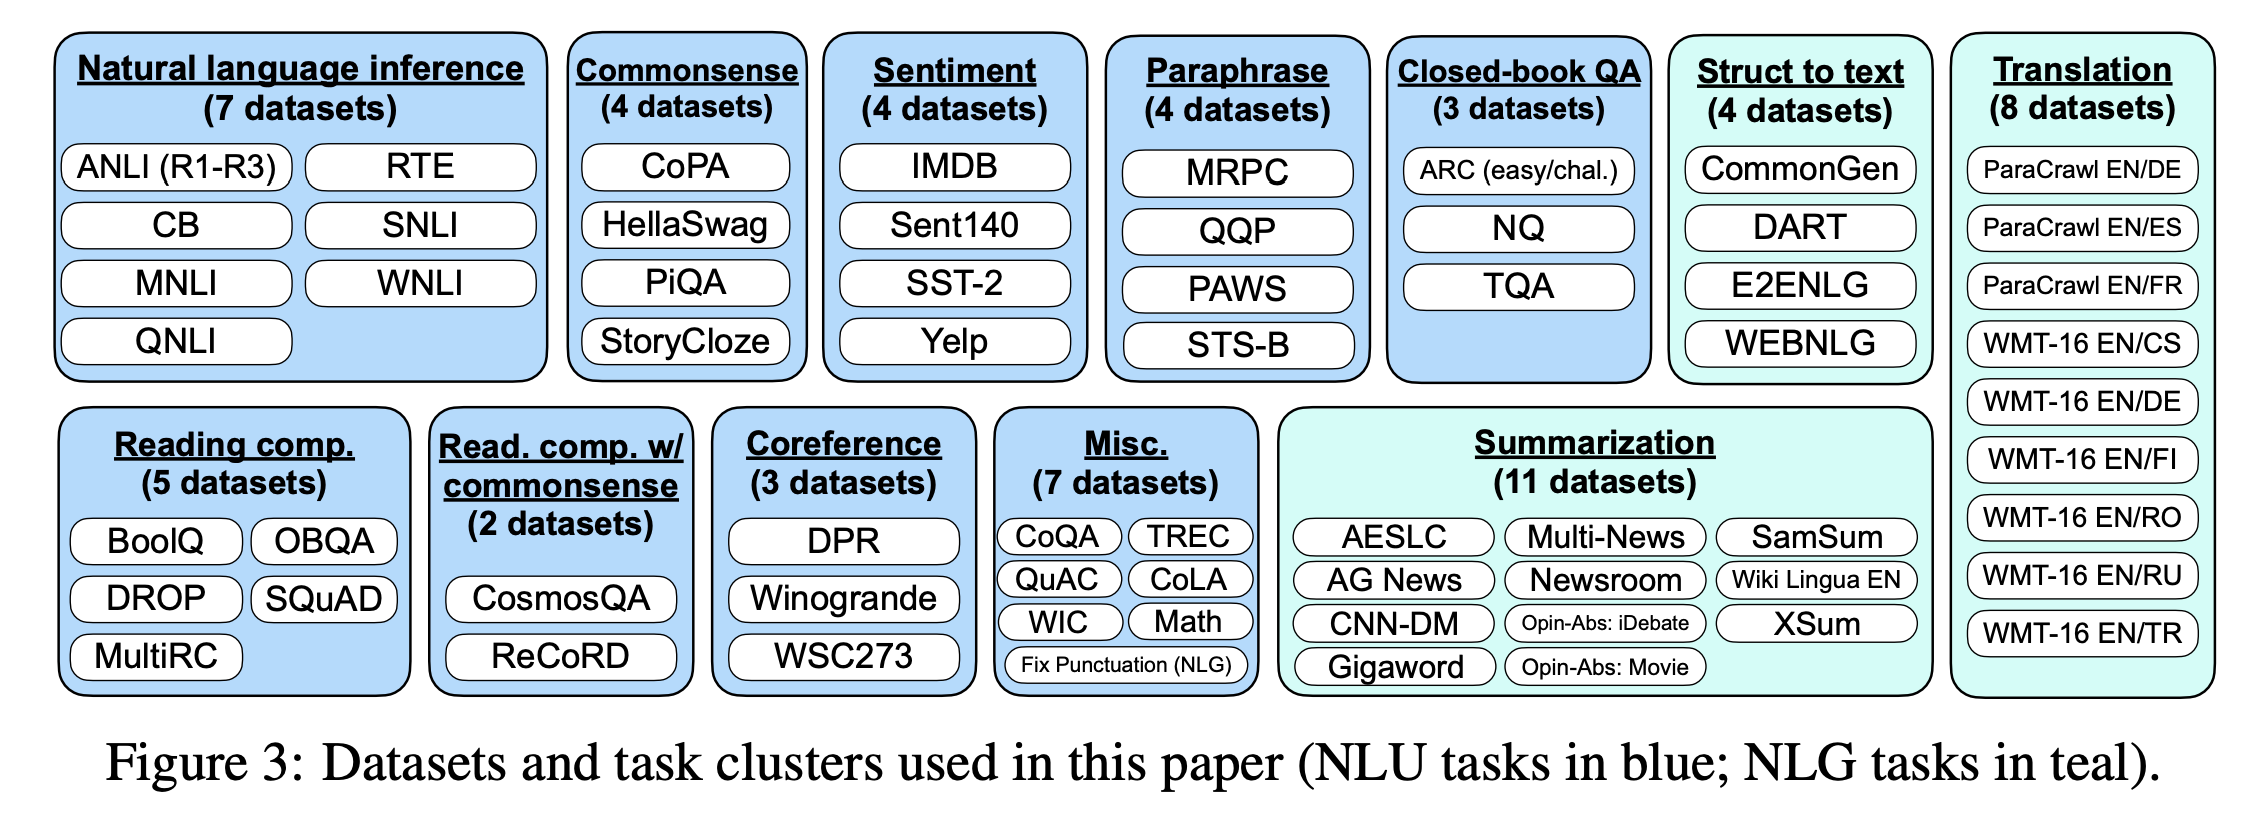 Natural language inference
(7 datasets)
ANLI (R1-R3)
RTE
CB
SNLI
MNLI
WNLI
QNLI
Commonsense
(4 datasets)
CoPA
HellaSwag
PiQA
StoryCloze
Sentiment
(4 datasets)
IMDB
Sent140
SST-2
Yelp
Paraphrase
(4 datasets)
MRPC
QQP
PAWS
STS-B
Closed-book QA
(3 datasets)
ARC (easy/chal.)
NQ
TQA
Struct to text
(4 datasets)
CommonGen
DART
E2ENLG
WEBNLG
Translation
(8 datasets)
ParaCrawl EN/DE
ParaCrawl EN/ES
ParaCrawl EN/FR
WMT-16 EN/CS
WMT-16 EN/DE
WMT-16 EN/FI
WMT-16 EN/RO
WMT-16 EN/RU
WMT-16 EN/TR
Reading comp.
(5 datasets)
BoolQ
OBQA
DROP
SQuAD
MultiRC
Read. comp. w/
commonsense
(2 datasets)
CosmosQA
ReCoRD
Coreference
(3 datasets)
DPR
Winogrande
WSC273
Misc.
(7 datasets)
CoQA
TREC
QuAC
CoLA
WIC
Math
Fix Punctuation (NLG)
Summarization
(11 datasets)
AESLC
Multi-News
SamSum
AG News
Newsroom
Wiki Lingua EN
CNN-DM
Opin-Abs: iDebate
XSum
Gigaword
Opin-Abs: Movie
Figure 3: Datasets and task clusters used in this paper (NLU tasks in blue; NLG tasks in teal).